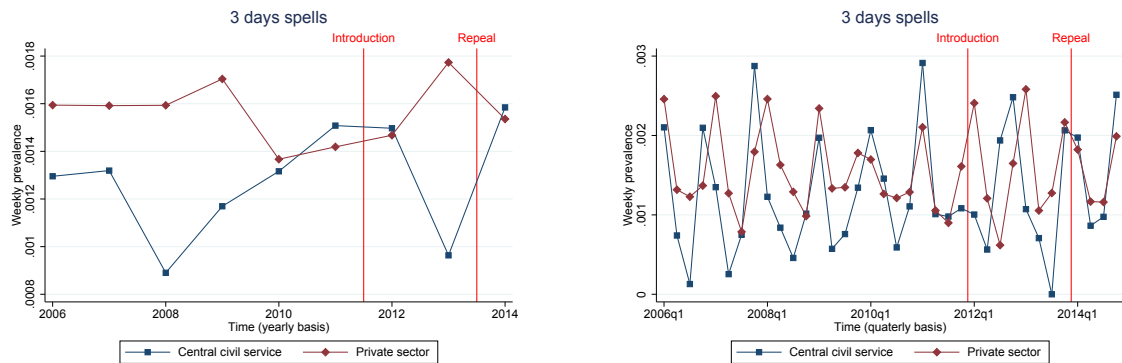 3 days spells
Introduction
Repeal
Weekly prevalence
.0018
.0016
.0014
.0012
.001
.0008
2006
2008
2010
2012
2014
Time (yearly basis)
Central civil service
Private sector
3 days spells
Introduction
Repeal
Weekly prevalence
.003
.002
.001
0
2006q1
2008q1
2010q1
2012q1
2014q1
Time (quaterly basis)
Central civil service
Private sector